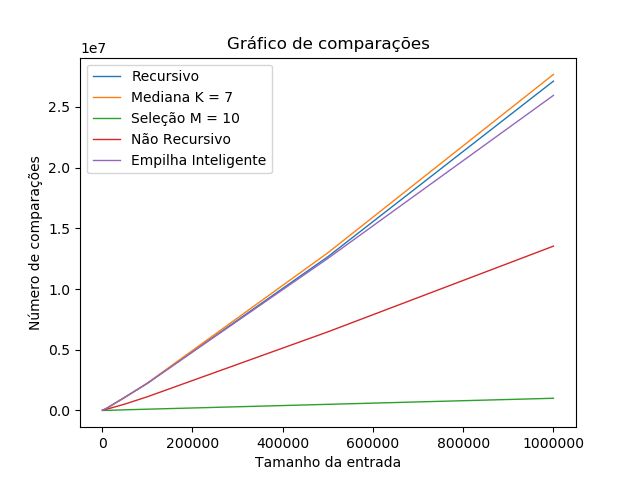 Gráfico de comparações
1e7
Recursivo
Mediana K = 7
Seleção M = 10
Não Recursivo
Empilha Inteligente
2.5
2.0
1.5
1.0
0.5
0.0
Número de comparações
0 200000 400000 600000 800000 1000000
Tamanho da entrada